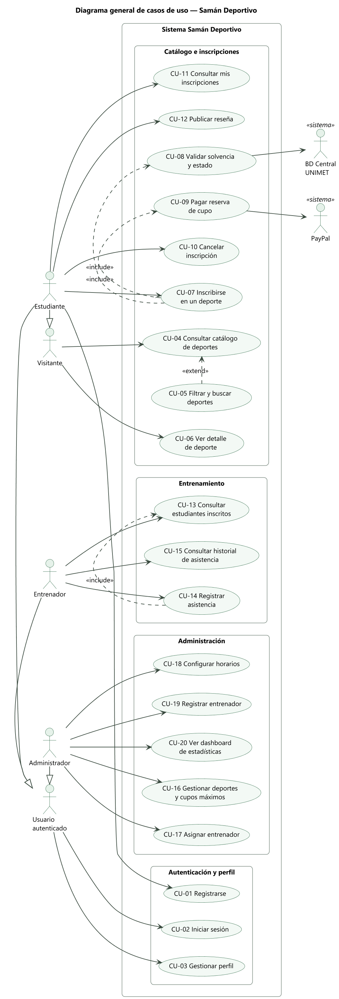 Diagrama general de casos de uso — Samán Deportivo
Sistema Samán Deportivo
Catálogo e inscripciones
CU-11 Consultar mis
inscripciones
CU-12 Publicar reseña
«sistema»
BD Central
UNIMET
CU-08 Validar solvencia
y estado
«sistema»
PayPal
CU-09 Pagar reserva
de cupo
CU-10 Cancelar
inscripción
«include»
«include»
CU-07 Inscribirse
en un deporte
Estudiante
CU-04 Consultar catálogo
de deportes
Visitante
«extend»
CU-05 Filtrar y buscar
deportes
CU-06 Ver detalle
de deporte
Entrenamiento
CU-13 Consultar
estudiantes inscritos
CU-15 Consultar historial
de asistencia
«include»
Entrenador
CU-14 Registrar
asistencia
Administración
CU-18 Configurar horarios
CU-19 Registrar entrenador
CU-20 Ver dashboard
de estadísticas
Administrador
CU-16 Gestionar deportes
y cupos máximos
Usuario
autenticado
CU-17 Asignar entrenador
Autenticación y perfil
CU-01 Registrarse
CU-02 Iniciar sesión
CU-03 Gestionar perfil